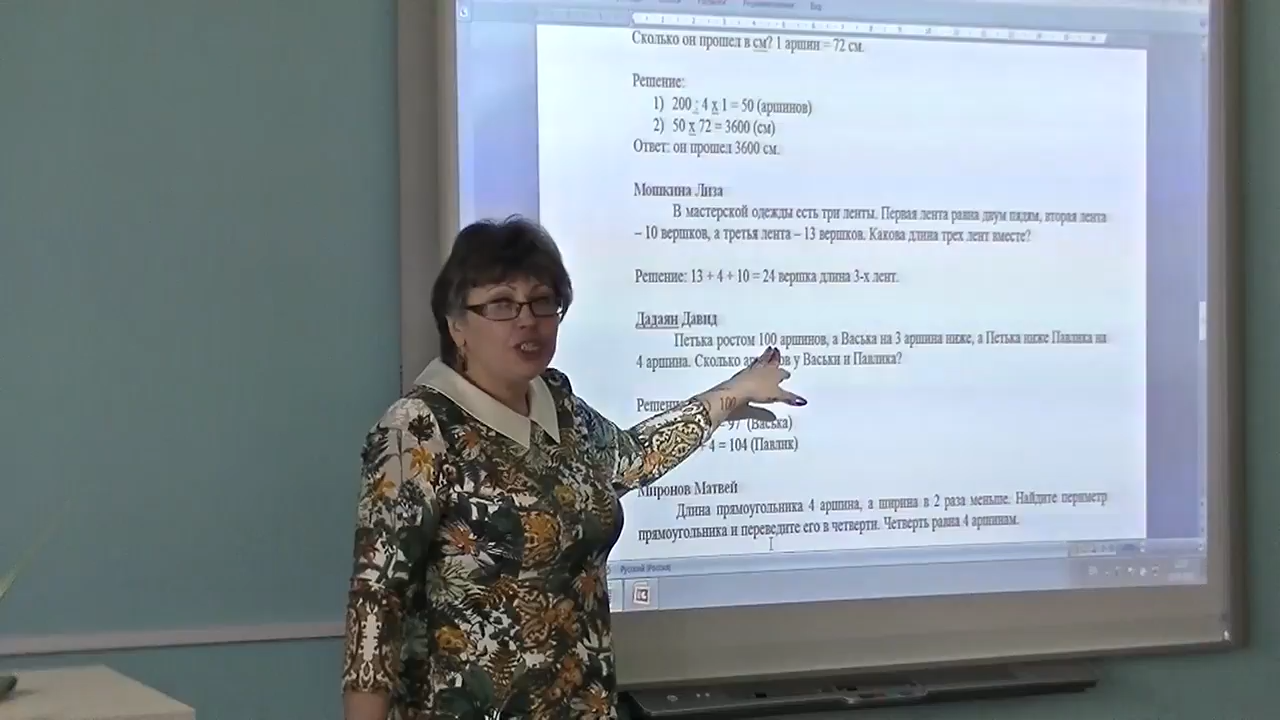 Сколько он прошел в см? 1 аршин = 72 см.
Решение:
1) 200 : 4 х 1 = 50 (аршинов)
2) 50 х 72 = 3600 (см)
Ответ: он прошел 3600 см.
Мошкина Лиза
В мастерской одежды есть три ленты. Первая лента равна двум пядям, вторая лента
– 10 вершков, а третья лента – 13 вершков. Какова длина трех лент вместе?
Решение: 13 + 4 + 10 = 24 вершка длина 3-х лент.
Дадаян Давид
Петька ростом 100 аршинов, а Васька на 3 аршина ниже, а Петька ниже Павлика на
4 аршина. Сколько у Васьки и Павлика?
100
= 97 (Васька)
+ 4 = 104 (Павлик)
Миронов Матвей
Длина прямоугольника 4 аршина, а ширина в 2 раза меньше. Найдите периметр
прямоугольника и переведите его в четверти. Четверть равна 4 аршинам.
Русский (Россия)